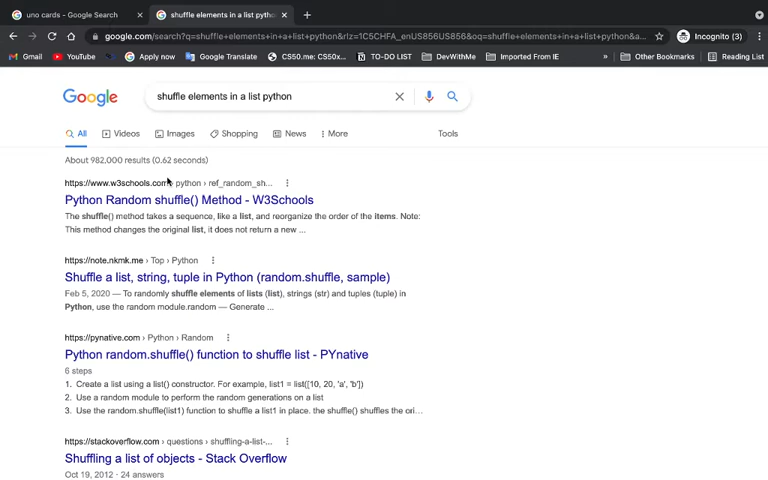 uno cards - Google Search
shuffle elements in a list pytho
google.com/search?q=shuffle+elements+in+a+list+python&rlz=1C5CHFA_enUS856US856&oq=shuffle+elements+in+a+list+python&a...
Incognito (3)
Gmail
YouTube
Apply now
Google Translate
CS50.me: CS50x...
TO-DO LIST
DevWithMe
Imported From IE
»
Other Bookmarks
Reading List
Google
shuffle elements in a list python
All
Videos
Images
Shopping
News
More
Tools
About 982,000 results (0.62 seconds)
https://www.w3schools.com › python › ref_random_sh...
Python Random shuffle() Method - W3Schools
The shuffle() method takes a sequence, like a list, and reorganize the order of the items. Note:
This method changes the original list, it does not return a new ...
https://note.nkmk.me › Top › Python
Shuffle a list, string, tuple in Python (random.shuffle, sample)
Feb 5, 2020 — To randomly shuffle elements of lists (list), strings (str) and tuples (tuple) in
Python, use the random module.random — Generate ...
https://pynative.com › Python › Random
Python random.shuffle() function to shuffle list - PYnative
6 steps
1. Create a list using a list() constructor. For example, list1 = list([10, 20, 'a', 'b'])
2. Use a random module to perform the random generations on a list
3. Use the random.shuffle(list1) function to shuffle a list1 in place. the shuffle() shuffles the ori...
https://stackoverflow.com › questions › shuffling-a-list-...
Shuffling a list of objects - Stack Overflow
Oct 19, 2012 · 24 answers